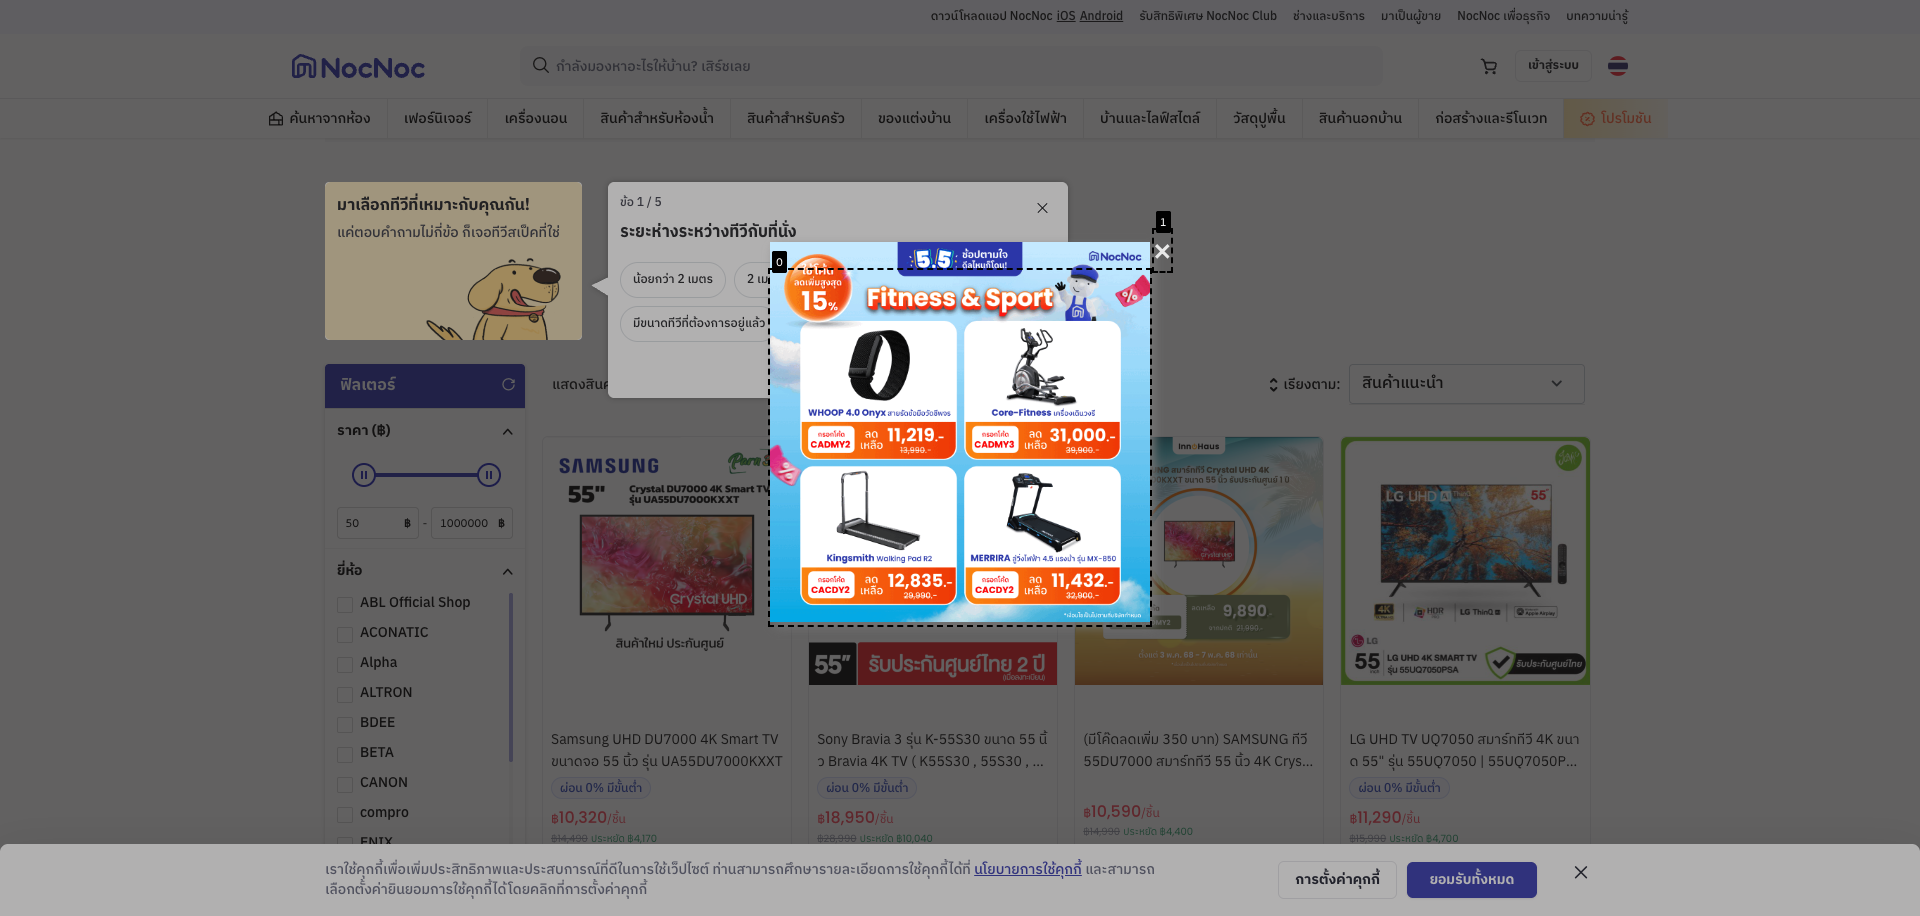 ดาวน์โหลดแอป NocNoc iOS Android รับสิทธิพิเศษ NocNoc Club ช่างและบริการ มาเป็นผู้ขาย NocNoc เพื่อธุรกิจ บทความน่ารู้
NocNoc กำลังมองหาอะไรให้บ้าน? เสิร์ชเลย เข้าสู่ระบบ
ค้นหาจากห้อง เฟอร์นิเจอร์ เครื่องนอน สินค้าสำหรับห้องน้ำ สินค้าสำหรับครัว ของแต่งบ้าน เครื่องใช้ไฟฟ้า บ้านและไลฟ์สไตล์ วัสดุปูพื้น สินค้านอกบ้าน ก่อสร้างและรีโนเวท โปรโมชัน
มาเลือกทีวีที่เหมาะกับคุณกัน!
แค่ตอบคำถามไม่กี่ข้อ ก็เจอทีวีสเป็คที่ใช่
ข้อ 1 / 5
ระยะห่างระหว่างทีวีกับที่นั่ง
น้อยกว่า 2 เมตร
มีขนาดทีวีที่ต้องการอยู่แล้ว
0
1
5.5 ช้อปตามใจ
ดีลไหนก็โดน!
NocNoc
ใช้โค้ด
ลดเพิ่มสูงสุด
15%
Fitness & Sport
WHOOP 4.0 Onyx สายรัดข้อมือวัดชีพจร
กรอกโค้ด CADMY2 ลดเหลือ 11,219.-
13,990.-
Core-Fitness เครื่องเดินวงรี
กรอกโค้ด CADMY3 ลดเหลือ 31,000.-
39,900.-
Kingsmith Walking Pad R2
กรอกโค้ด CACDY2 ลดเหลือ 12,835.-
29,990.-
MERRIRA ลู่วิ่งไฟฟ้า 4.5 แรงม้า รุ่น MX-850
กรอกโค้ด CACDY2 ลดเหลือ 11,432.-
32,900.-
ฟิลเตอร์
ราคา (฿)
50 ฿ - 1000000 ฿
ยี่ห้อ
ABL Official Shop
ACONATIC
Alpha
ALTRON
BDEE
BETA
CANON
compro
FNIX
เรียงตาม: สินค้าแนะนำ
SAMSUNG
55" Crystal DU7000 4K Smart TV
รุ่น UA55DU7000KXXT
Crystal UHD
สินค้าใหม่ ประกันศูนย์
Samsung UHD DU7000 4K Smart TV
ขนาดจอ 55 นิ้ว รุ่น UA55DU7000KXXT
ผ่อน 0% มีขั้นต่ำ
฿10,320/ชิ้น
฿14,490 ประหยัด ฿4,170
55" รับประกันศูนย์ไทย 2 ปี
Sony Bravia 3 รุ่น K-55S30 ขนาด 55 นิ้
ว Bravia 4K TV ( K55S30 , 55S30 , ...
ผ่อน 0% มีขั้นต่ำ
฿18,950/ชิ้น
฿28,990 ประหยัด ฿10,040
InnoHaus
9,890.-
(มีโค๊ดลดเพิ่ม 350 บาท) SAMSUNG ทีวี
55DU7000 สมาร์ททีวี 55 นิ้ว 4K Crys...
฿10,590/ชิ้น
฿14,990 ประหยัด ฿4,400
LG UHD ThinQ 55"
4K HDR LG ThinQ
LG
55 LG UHD 4K SMART TV
รุ่น 55UQ7050PSA
รับประกันศูนย์ไทย
LG UHD TV UQ7050 สมาร์ททีวี 4K ขนา
ด 55" รุ่น 55UQ7050 | 55UQ7050P...
ผ่อน 0% มีขั้นต่ำ
฿11,290/ชิ้น
฿15,990 ประหยัด ฿4,700
เราใช้คุกกี้เพื่อเพิ่มประสิทธิภาพและประสบการณ์ที่ดีในการใช้เว็ปไซต์ ท่านสามารถศึกษารายละเอียดการใช้คุกกี้ได้ที่ นโยบายการใช้คุกกี้ และสามารถ
เลือกตั้งค่ายินยอมการใช้คุกกี้ได้โดยคลิกที่การตั้งค่าคุกกี้
การตั้งค่าคุกกี้ ยอมรับทั้งหมด